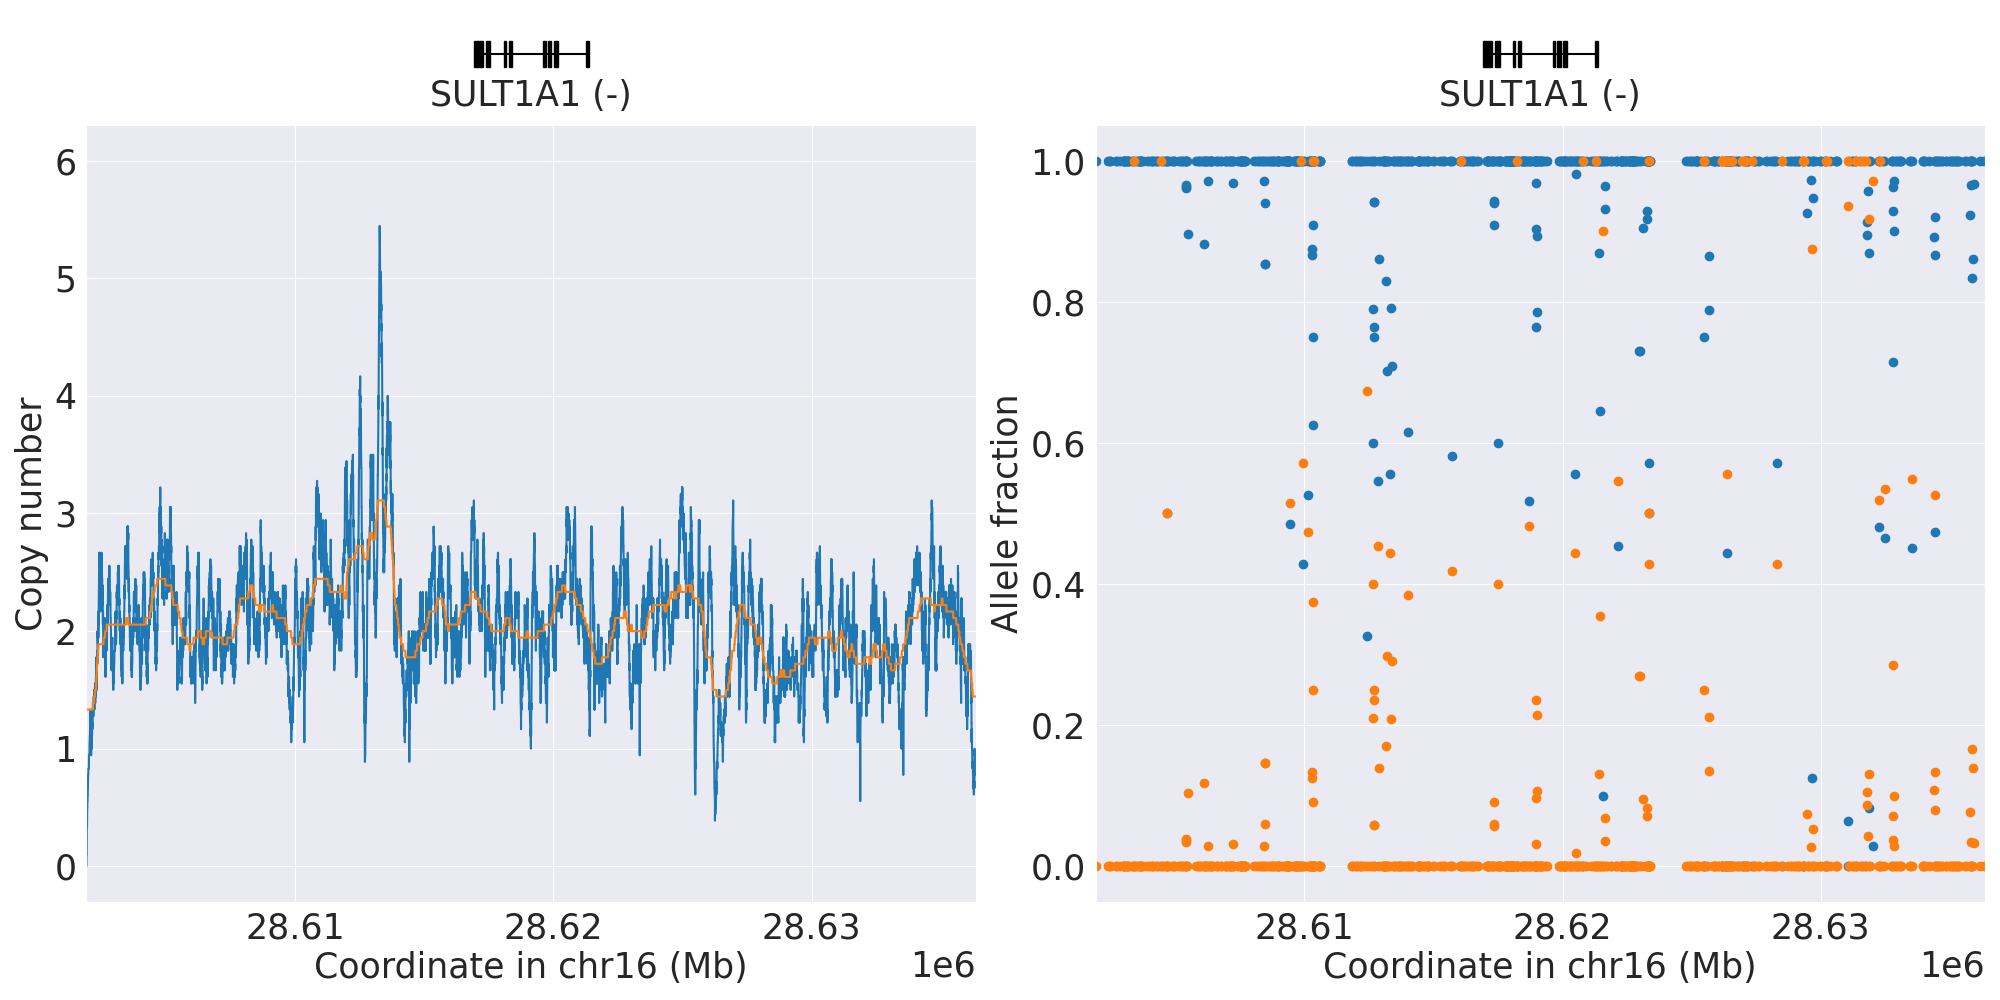 SULT1A1 (-)
6
5
4
3
2
1
0
Copy number
28.61
28.62
28.63
Coordinate in chr16 (Mb)
1e6
SULT1A1 (-)
1.0
0.8
0.6
0.4
0.2
0.0
Allele fraction
28.61
28.62
28.63
Coordinate in chr16 (Mb)
1e6